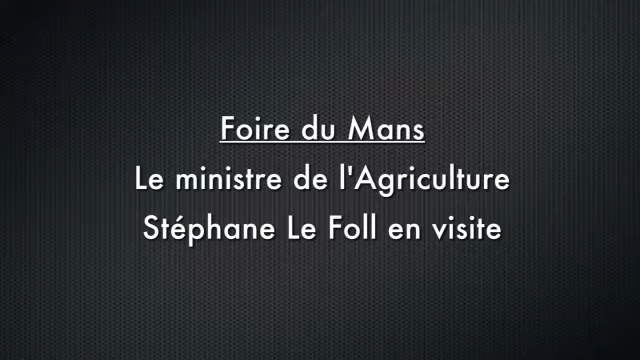 Foire du Mans
Le ministre de l'Agriculture
Stéphane Le Foll en visite